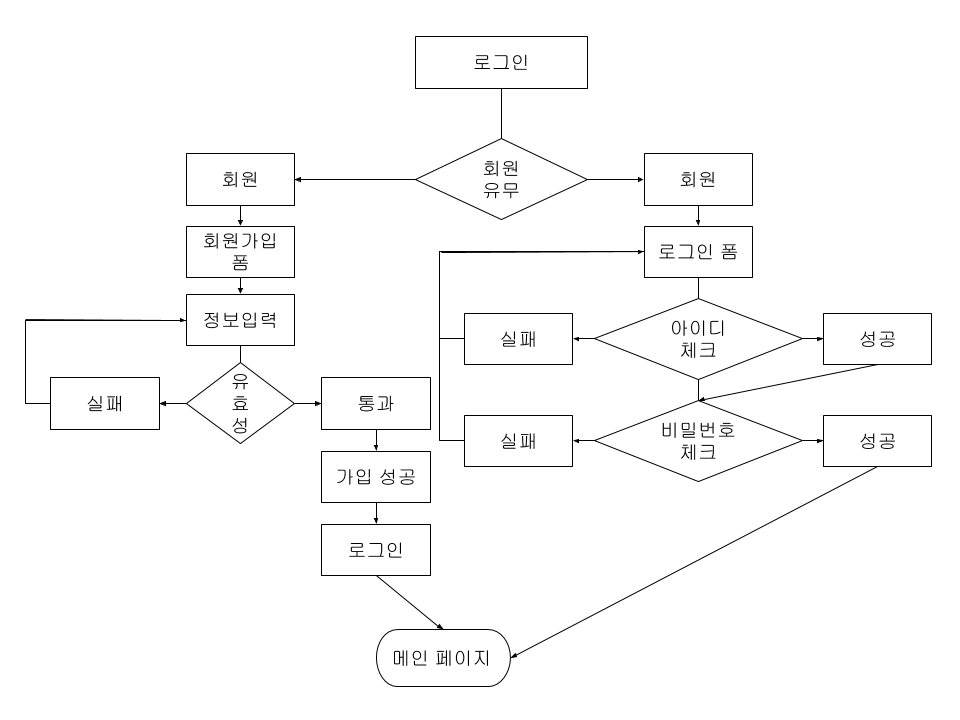 로그인
회원
유무
회원
회원
회원가입
폼
로그인 폼
정보입력
실패
아이디
체크
성공
유
효
성
실패
통과
실패
비밀번호
체크
성공
가입 성공
로그인
메인 페이지